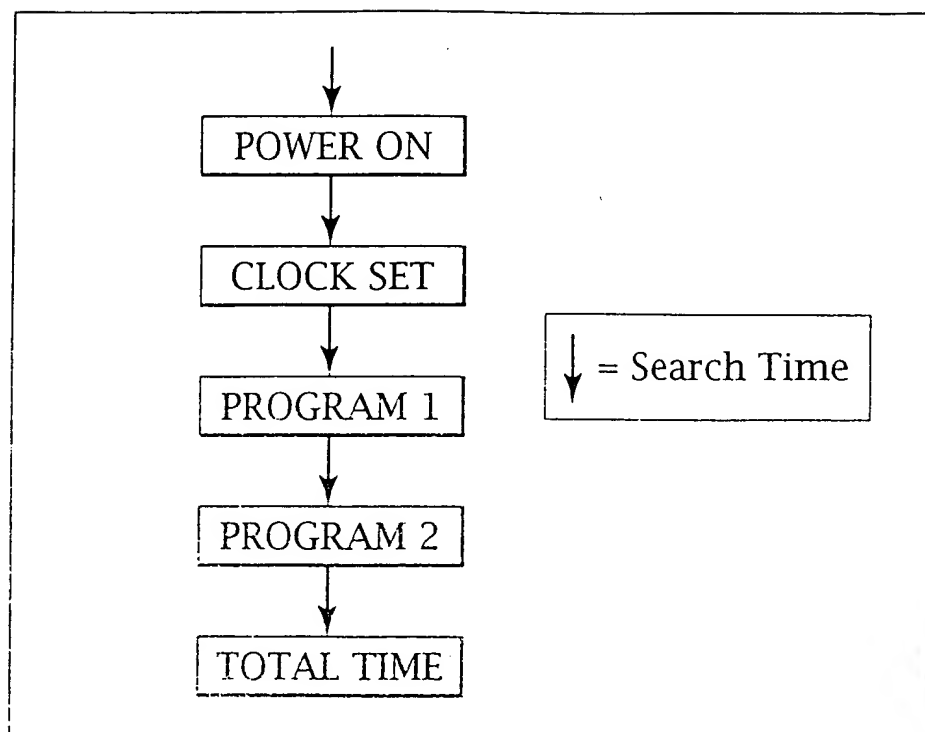 POWER ON
CLOCK SET
↓ = Search Time
PROGRAM 1
PROGRAM 2
TOTAL TIME